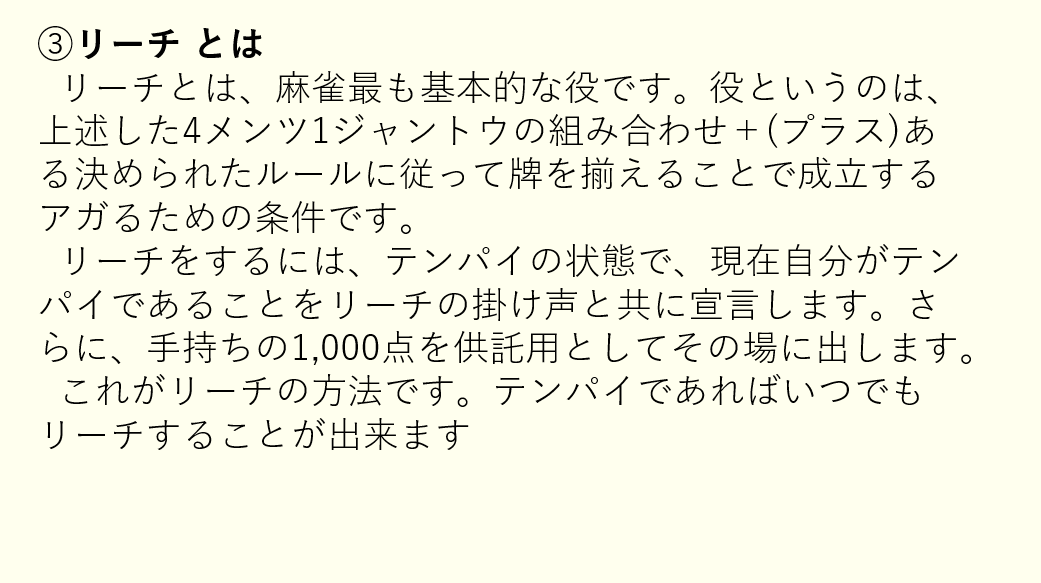 ③リーチ とは
リーチとは、麻雀最も基本的な役です。役というのは、
上述した4メンツ1ジャントウの組み合わせ＋(プラス)あ
る決められたルールに従って牌を揃えることで成立する
アガるための条件です。
リーチをするには、テンパイの状態で、現在自分がテン
パイであることをリーチの掛け声と共に宣言します。さ
らに、手持ちの1,000点を供託用としてその場に出します。
これがリーチの方法です。テンパイであればいつでも
リーチすることが出来ます